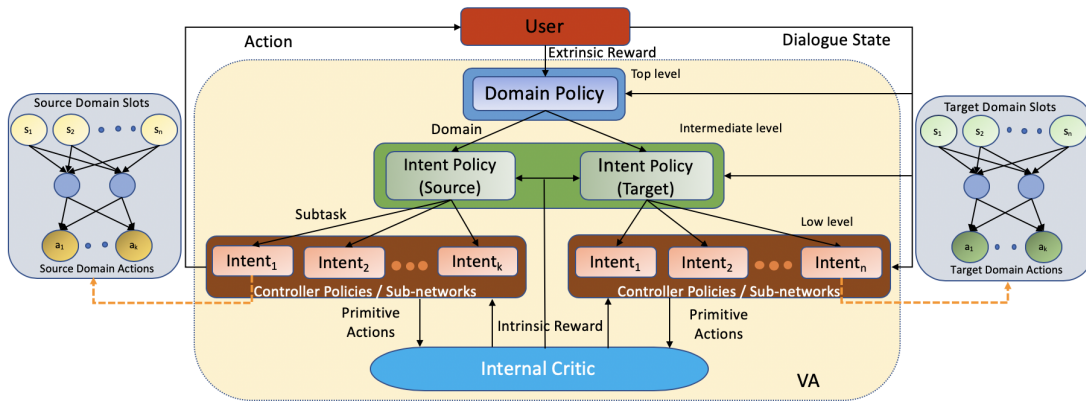 User
Action
Dialogue State
Extrinsic Reward
Top level
Domain Policy
Domain
Intermediate level
Intent Policy
(Source)
Intent Policy
(Target)
Subtask
Low level
Intent1
Intent2
Intentk
Controller Policies / Sub-networks
Intent1
Intent2
Intentn
Controller Policies / Sub-networks
Primitive
Actions
Intrinsic Reward
Primitive
Actions
Internal Critic
VA
Source Domain Slots
s1
s2
sn
a1
ak
Source Domain Actions
Target Domain Slots
s1
s2
sn
a1
ak
Target Domain Actions